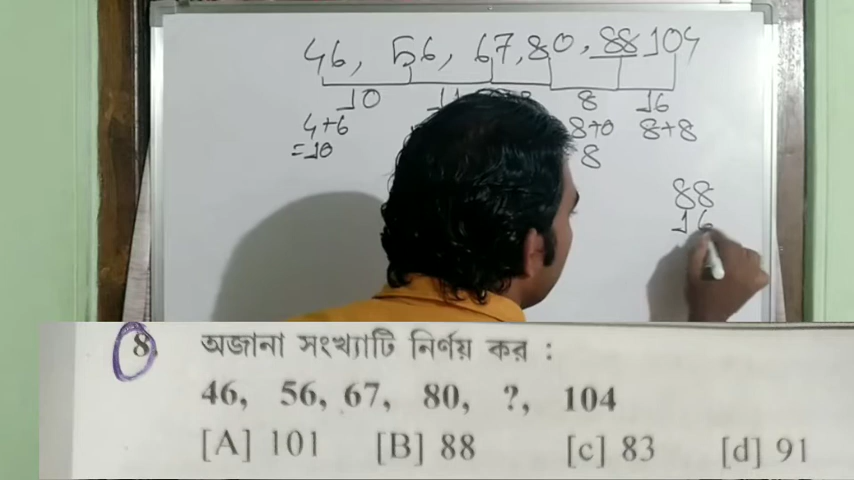 46, 56, 67, 80, 88 104
10 8 16
4+6 8+0 8+8
=10 8
88
16
8. অজানা সংখ্যাটি নির্ণয় কর :
46, 56, 67, 80, ?, 104
[A] 101 [B] 88 [c] 83 [d] 91